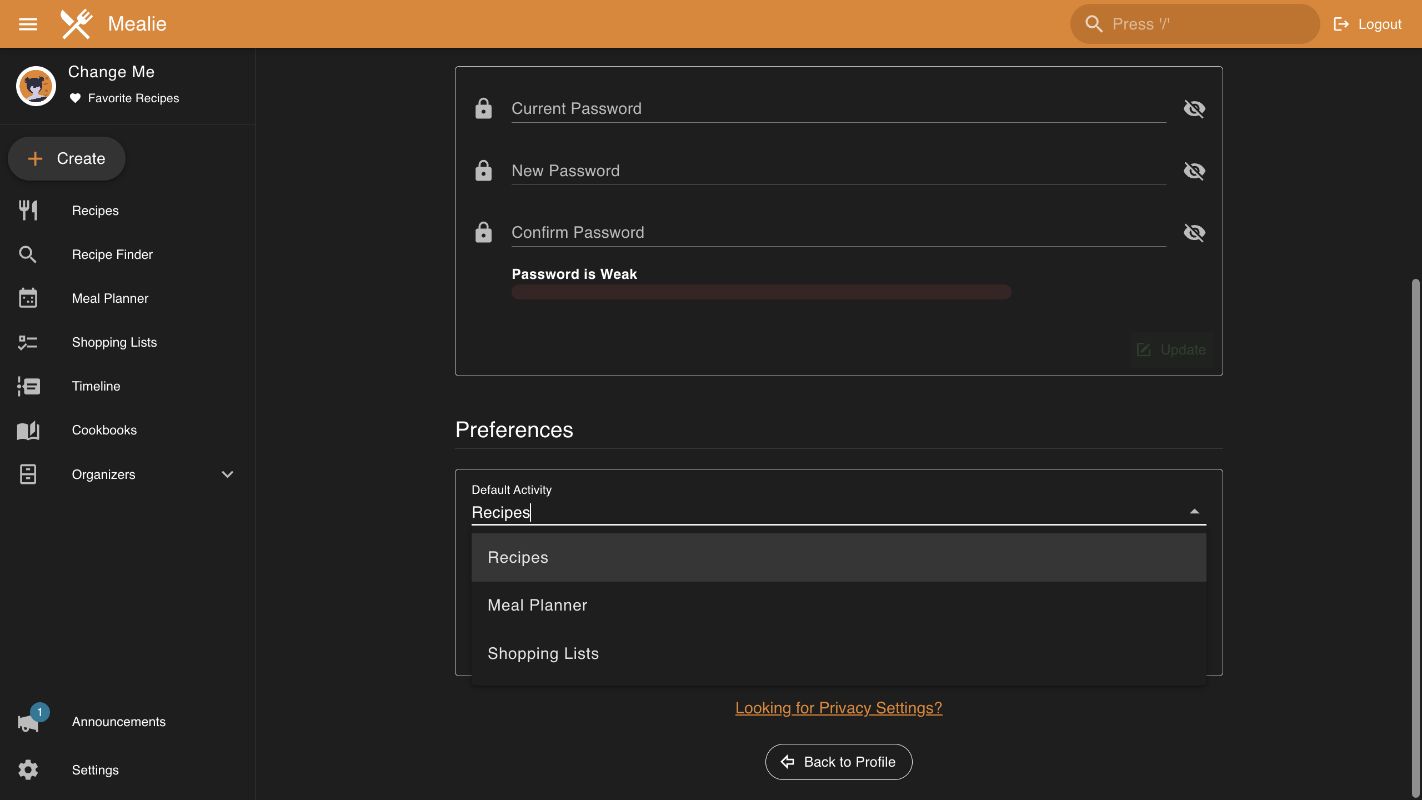 Mealie
Press '/'
Logout
Change Me
Favorite Recipes
Create
Recipes
Recipe Finder
Meal Planner
Shopping Lists
Timeline
Cookbooks
Organizers
1
Announcements
Settings
Current Password
New Password
Confirm Password
Password is Weak
Update
Preferences
Default Activity
Recipes
Recipes
Meal Planner
Shopping Lists
Looking for Privacy Settings?
Back to Profile